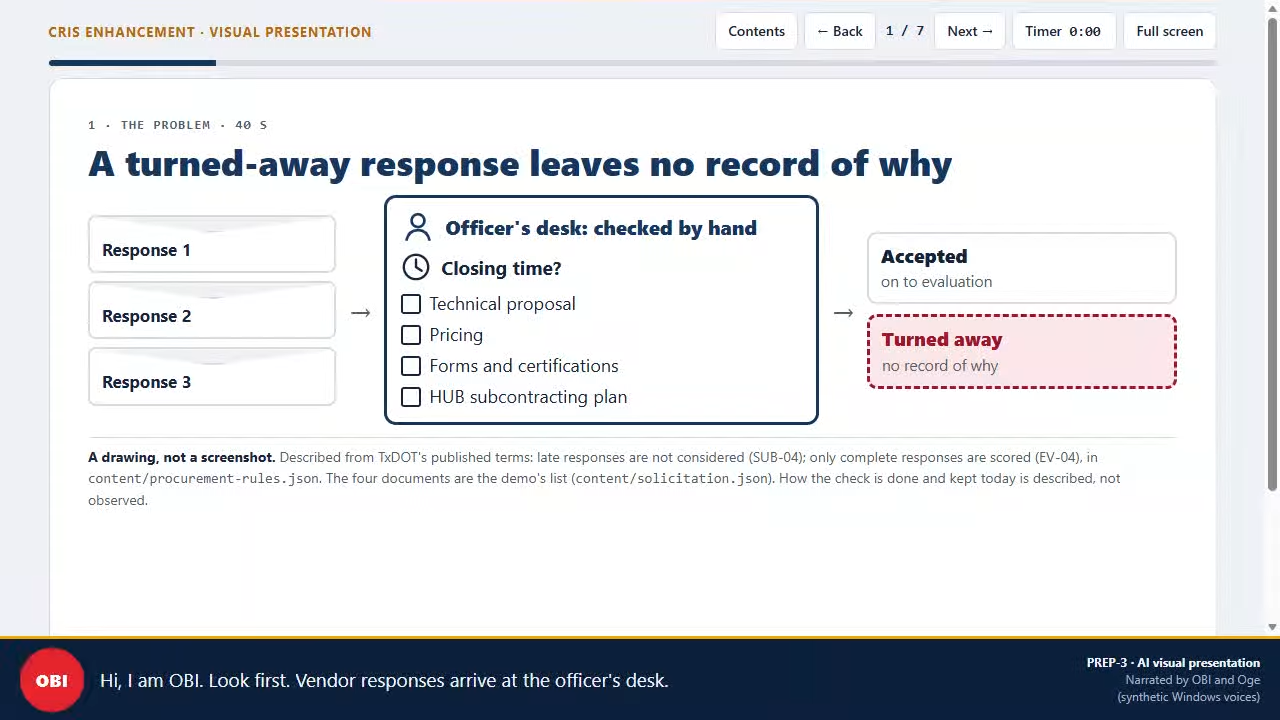 CRIS ENHANCEMENT · VISUAL PRESENTATION
Contents
← Back
1 / 7
Next →
Timer 0:00
Full screen
1 · THE PROBLEM · 40 S
A turned-away response leaves no record of why
Response 1
Response 2
Response 3
→
Officer's desk: checked by hand
Closing time?
Technical proposal
Pricing
Forms and certifications
HUB subcontracting plan
→
Accepted
on to evaluation
Turned away
no record of why
A drawing, not a screenshot. Described from TxDOT's published terms: late responses are not considered (SUB-04); only complete responses are scored (EV-04), in
content/procurement-rules.json. The four documents are the demo's list (content/solicitation.json). How the check is done and kept today is described, not
observed.
OBI
Hi, I am OBI. Look first. Vendor responses arrive at the officer's desk.
PREP-3 · AI visual presentation
Narrated by OBI and Oge
(synthetic Windows voices)